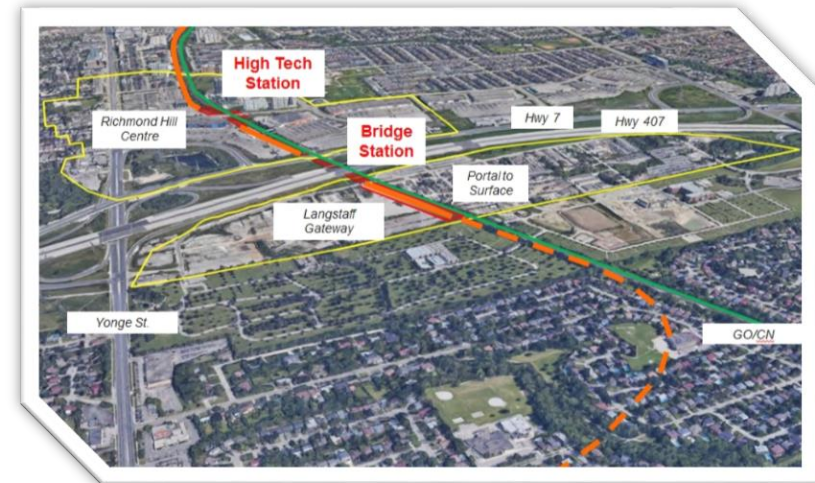 High Tech
Station
Richmond Hill
Centre
Bridge
Station
Hwy 7
Hwy 407
Portal to
Surface
Langstaff
Gateway
Yonge St.
GO/CN